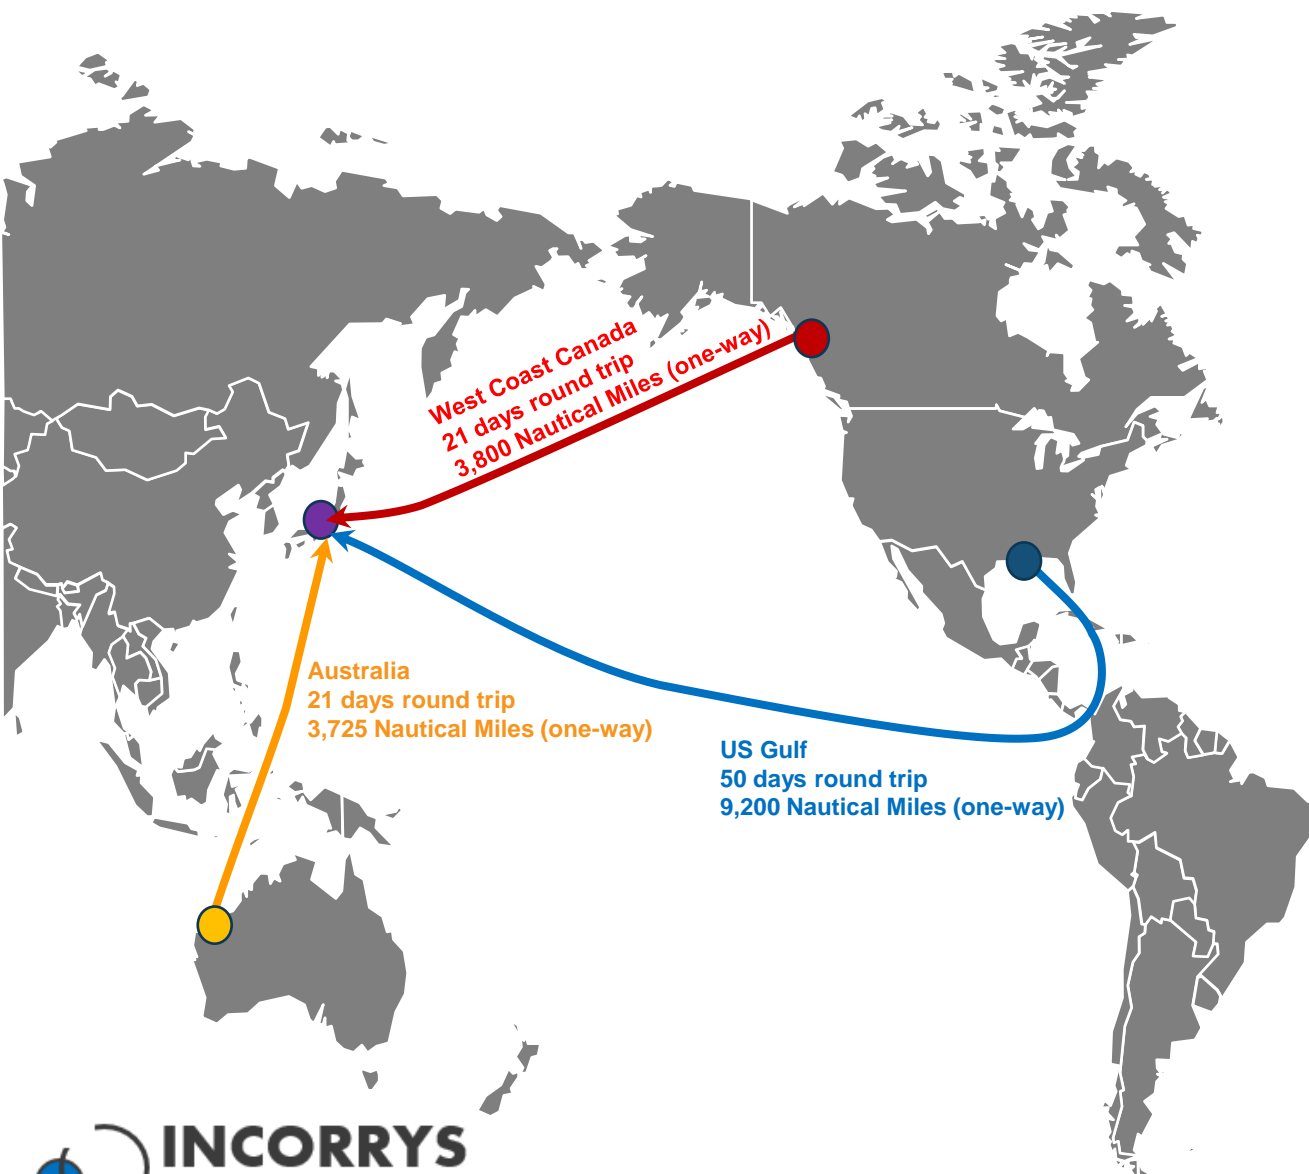 West Coast Canada
21 days round trip
3,800 Nautical Miles (one-way)
Australia
21 days round trip
3,725 Nautical Miles (one-way)
US Gulf
50 days round trip
9,200 Nautical Miles (one-way)
INCORRYS